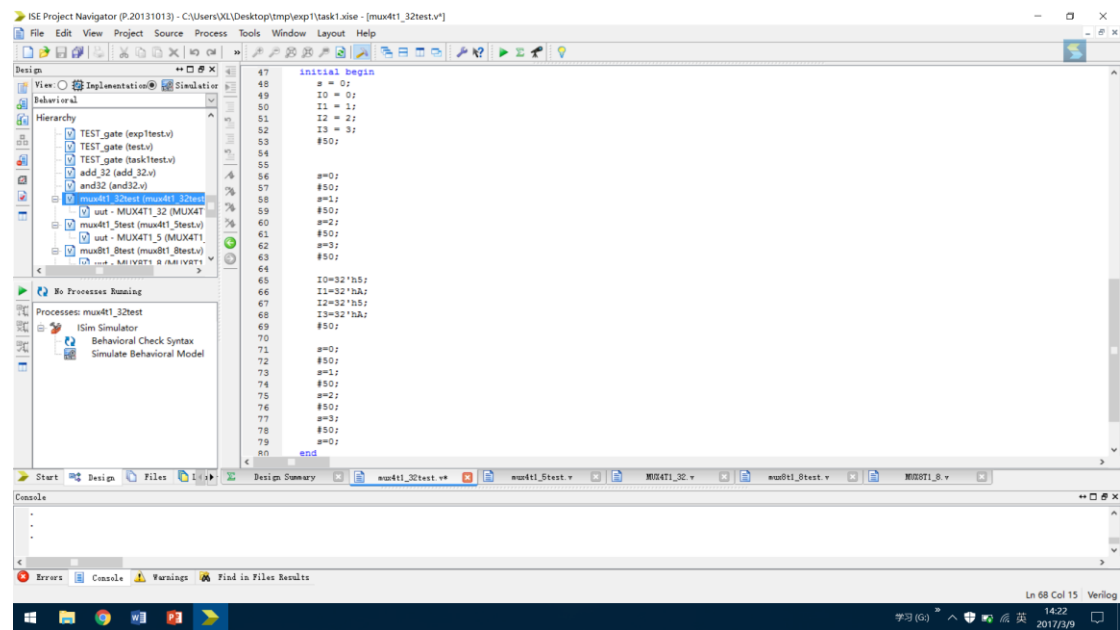 ISE Project Navigator (P.20131013) - C:\Users\XL\Desktop\tmp\exp1\task1.xise - [mux4t1_32test.v*]
File Edit View Project Source Process Tools Window Layout Help
Design
View: Implementation Simulation
Behavioral
Hierarchy
TEST_gate (exp1test.v)
TEST_gate (test.v)
TEST_gate (task1test.v)
add_32 (add_32.v)
and32 (and32.v)
mux4t1_32test (mux4t1_32test
uut - MUX4T1_32 (MUX4T
mux4t1_5test (mux4t1_5test.v)
uut - MUX4T1_5 (MUX4T1_
mux8t1_8test (mux8t1_8test.v)
uut - MUX8T1_8 (MUX8T1
No Processes Running
Processes: mux4t1_32test
ISim Simulator
Behavioral Check Syntax
Simulate Behavioral Model
47 initial begin
48 s = 0;
49 I0 = 0;
50 I1 = 1;
51 I2 = 2;
52 I3 = 3;
53 #50;
54
55
56 s=0;
57 #50;
58 s=1;
59 #50;
60 s=2;
61 #50;
62 s=3;
63 #50;
64
65 I0=32'h5;
66 I1=32'hA;
67 I2=32'h5;
68 I3=32'hA;
69 #50;
70
71 s=0;
72 #50;
73 s=1;
74 #50;
75 s=2;
76 #50;
77 s=3;
78 #50;
79 s=0;
80 end
Start Design Files
Design Summary mux4t1_32test.v* mux4t1_5test.v MUX4T1_32.v mux8t1_8test.v MUX8T1_8.v
Console
Errors Console Warnings Find in Files Results
Ln 68 Col 15 Verilog
学习 (G:) 英 14:22
2017/3/9